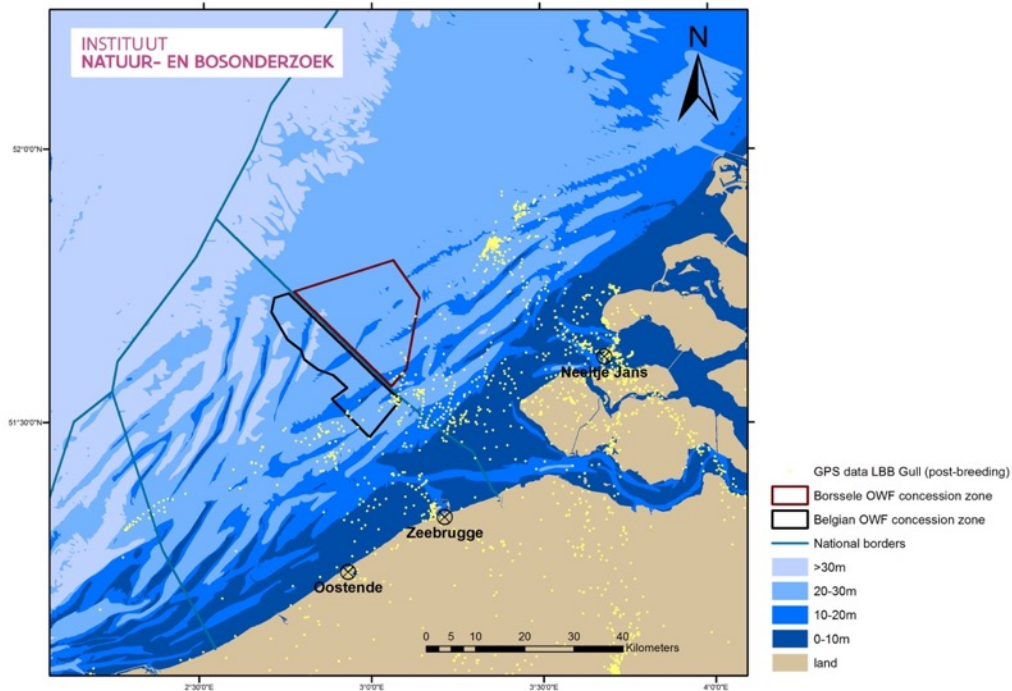 INSTITUUT
NATUUR- EN BOSONDERZOEK
N
52°0'0"N
51°30'0"N
Neeltje Jans
Zeebrugge
Oostende
0 5 10 20 30 40
Kilometers
2°30'0"E 3°0'0"E 3°30'0"E 4°0'0"E
GPS data LBB Gull (post-breeding)
Borssele OWF concession zone
Belgian OWF concession zone
National borders
>30m
20-30m
10-20m
0-10m
land